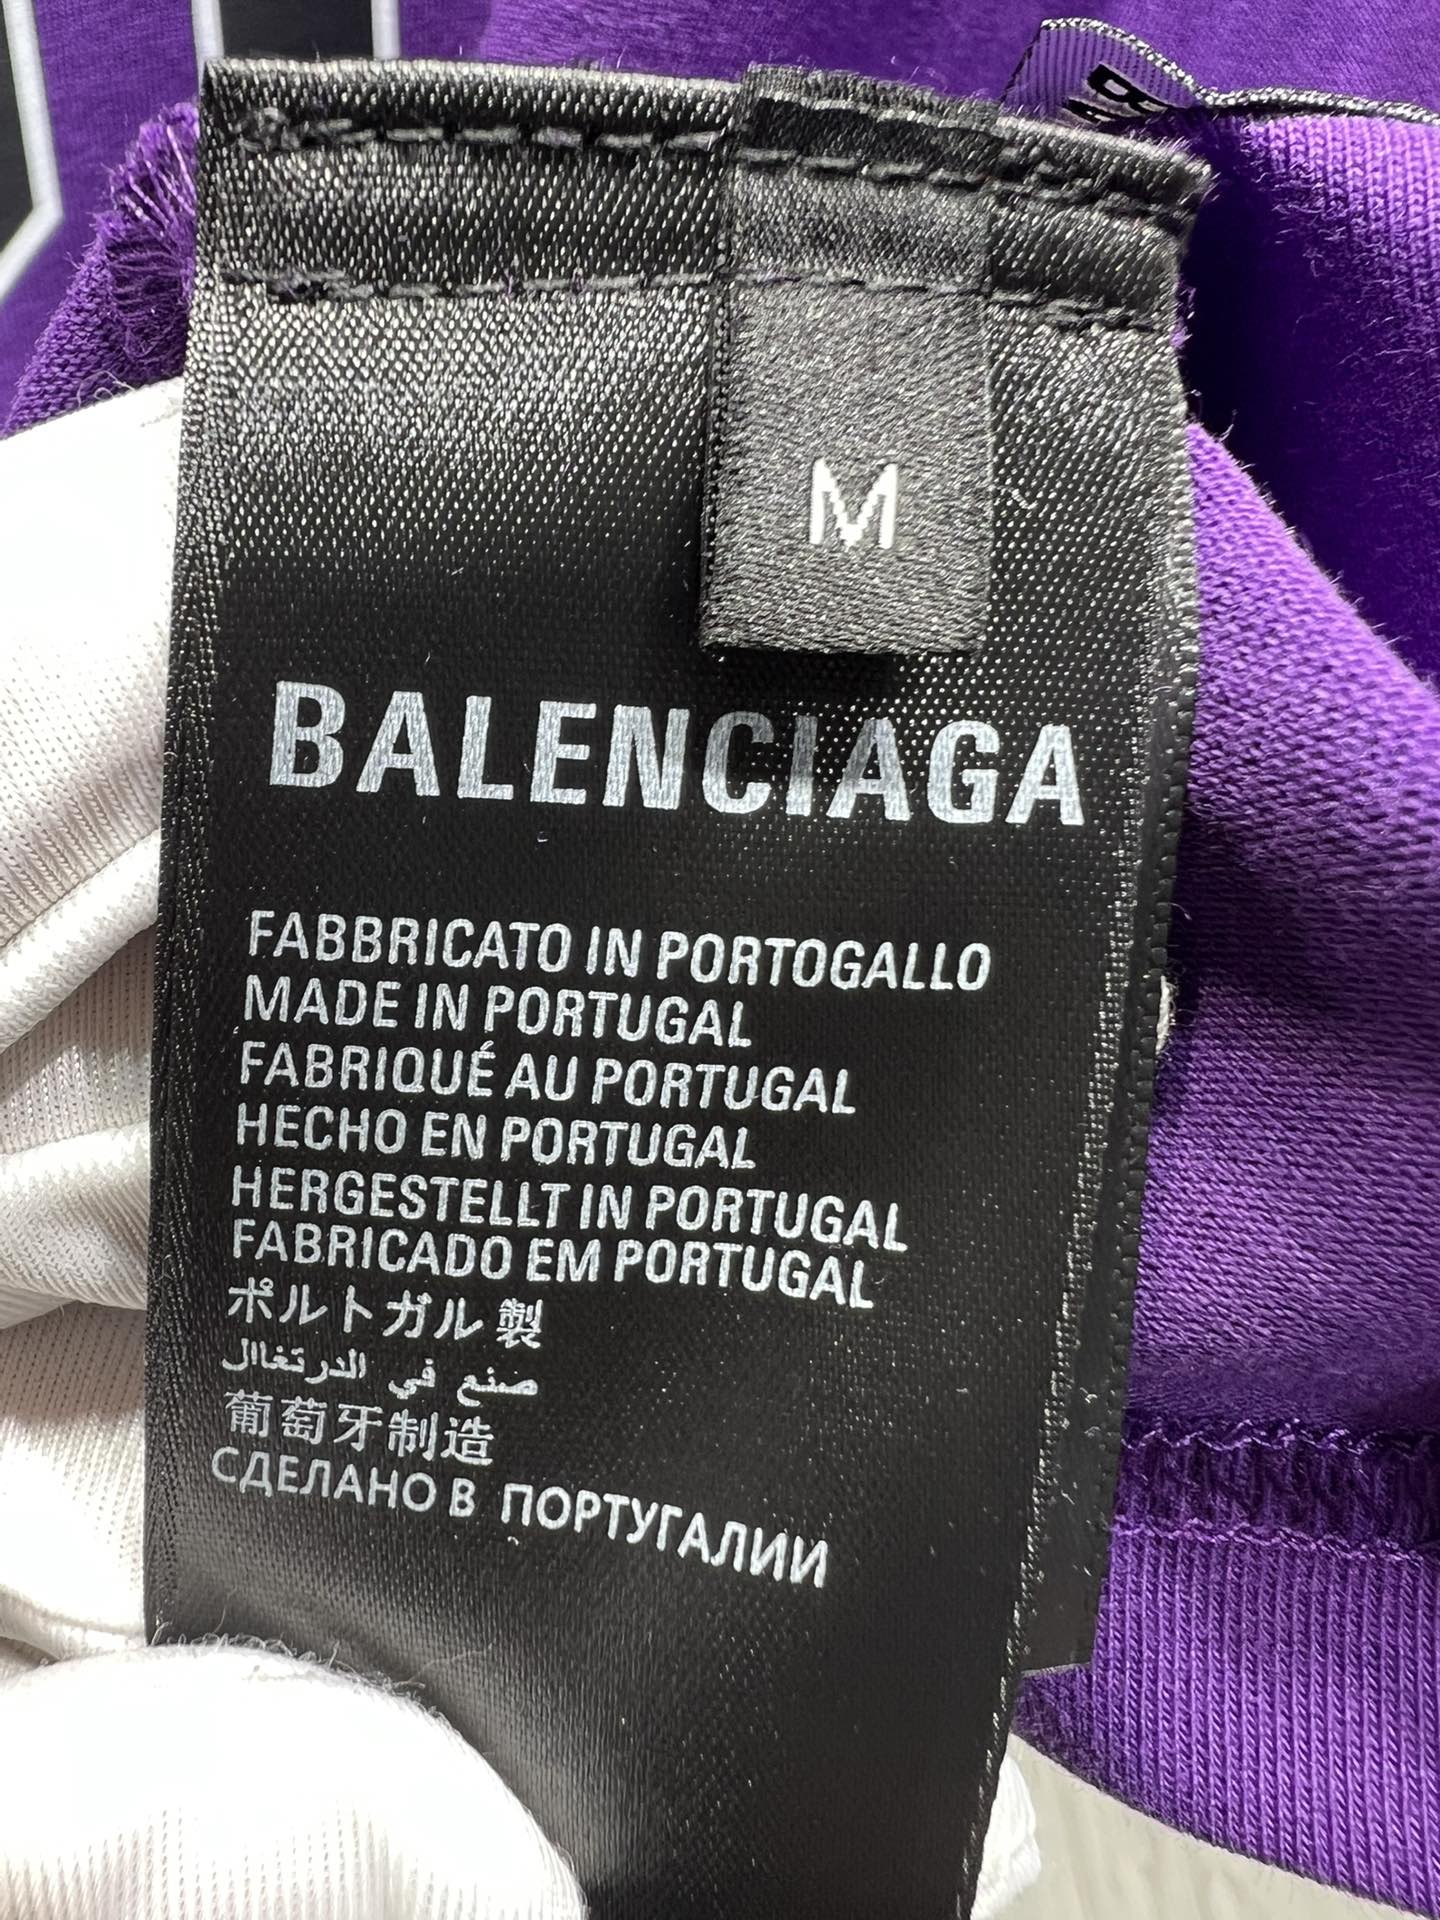 M
BALENCIAGA
FABBRICATO IN PORTOGALLO
MADE IN PORTUGAL
FABRIQUÉ AU PORTUGAL
HECHO EN PORTUGAL
HERGESTELLT IN PORTUGAL
FABRICADO EM PORTUGAL
ポルトガル製
صنع في البرتغال
葡萄牙制造
СДЕЛАНО В ПОРТУГАЛИИ